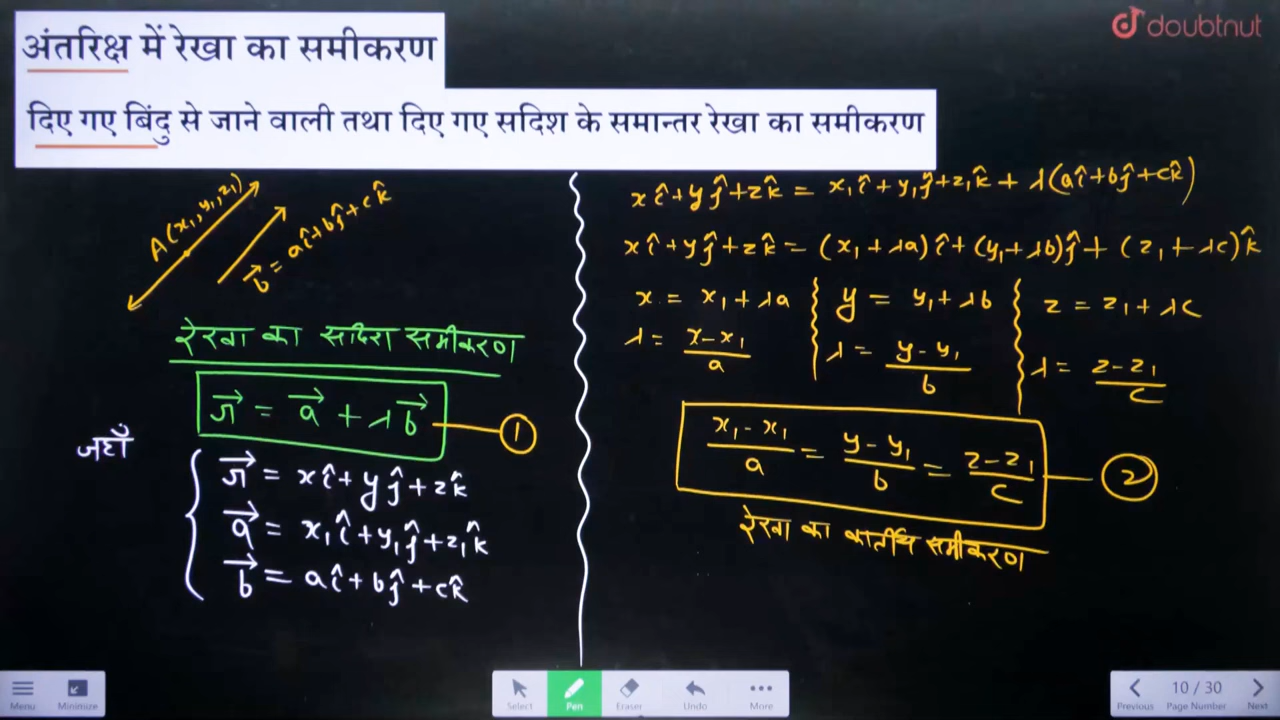 doubtnut
अंतरिक्ष में रेखा का समीकरण
दिए गए बिंदु से जाने वाली तथा दिए गए सदिश के समान्तर रेखा का समीकरण
A(x₁, y₁, z₁)
b⃗ = aî+bĵ+ck̂
रेखा का सदिश समीकरण
r⃗ = a⃗ + λb⃗ — ①
जहाँ
r⃗ = xî+yĵ+zk̂
a⃗ = x₁î+y₁ĵ+z₁k̂
b⃗ = aî+bĵ+ck̂
xî+yĵ+zk̂ = x₁î+y₁ĵ+z₁k̂ + λ(aî+bĵ+ck̂)
xî+yĵ+zk̂ = (x₁+λa)î+(y₁+λb)ĵ+(z₁+λc)k̂
x = x₁+λa y = y₁+λb z = z₁+λc
λ = (x-x₁)/a λ = (y-y₁)/b λ = (z-z₁)/c
(x₁-x₁)/a = (y-y₁)/b = (z-z₁)/c — ②
रेखा का कार्तीय समीकरण
Menu Minimize Select Pen Eraser Undo More Previous 10 / 30 Page Number Next